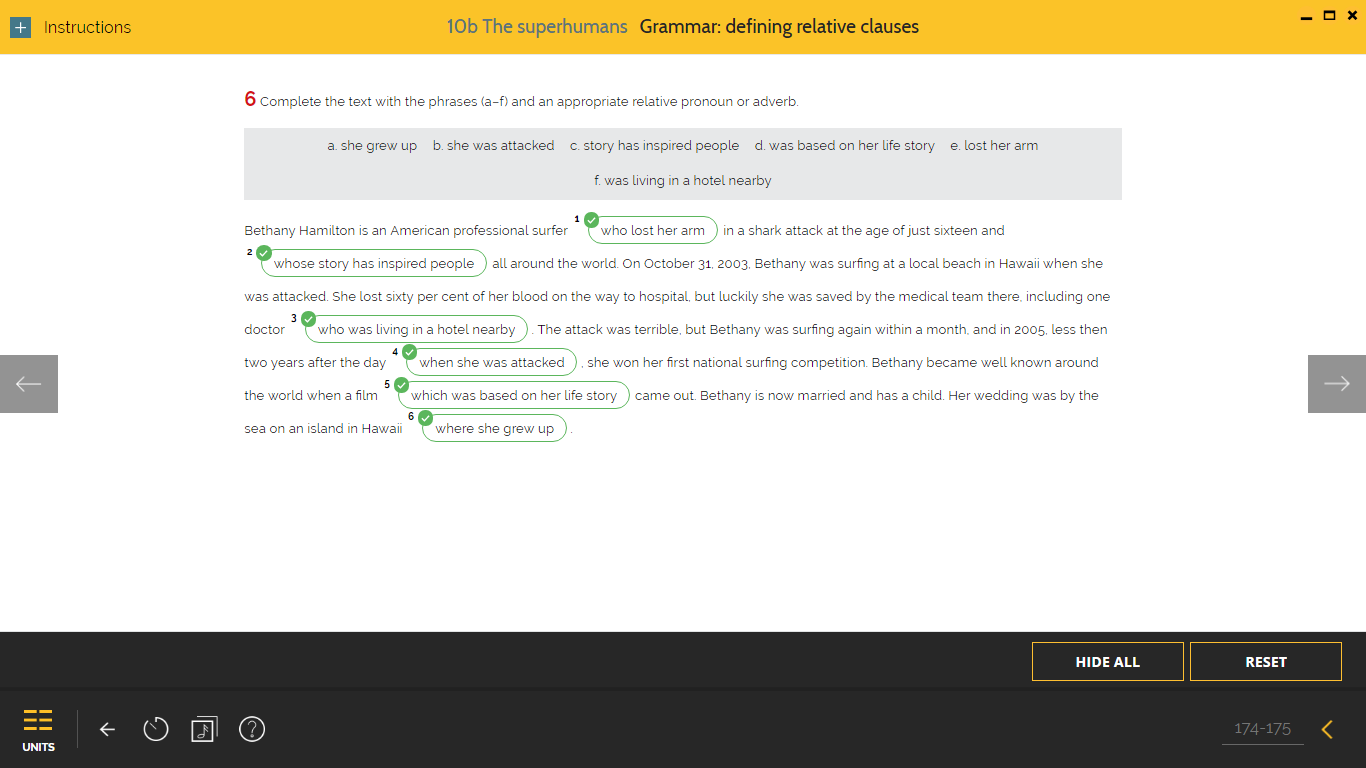 + Instructions
10b The superhumans Grammar: defining relative clauses
6 Complete the text with the phrases (a–f) and an appropriate relative pronoun or adverb.
a. she grew up b. she was attacked c. story has inspired people d. was based on her life story e. lost her arm
f. was living in a hotel nearby
Bethany Hamilton is an American professional surfer 1 who lost her arm in a shark attack at the age of just sixteen and
2 whose story has inspired people all around the world. On October 31, 2003, Bethany was surfing at a local beach in Hawaii when she
was attacked. She lost sixty per cent of her blood on the way to hospital, but luckily she was saved by the medical team there, including one
doctor 3 who was living in a hotel nearby . The attack was terrible, but Bethany was surfing again within a month, and in 2005, less then
two years after the day 4 when she was attacked , she won her first national surfing competition. Bethany became well known around
the world when a film 5 which was based on her life story came out. Bethany is now married and has a child. Her wedding was by the
sea on an island in Hawaii 6 where she grew up .
HIDE ALL
RESET
UNITS
?
174-175